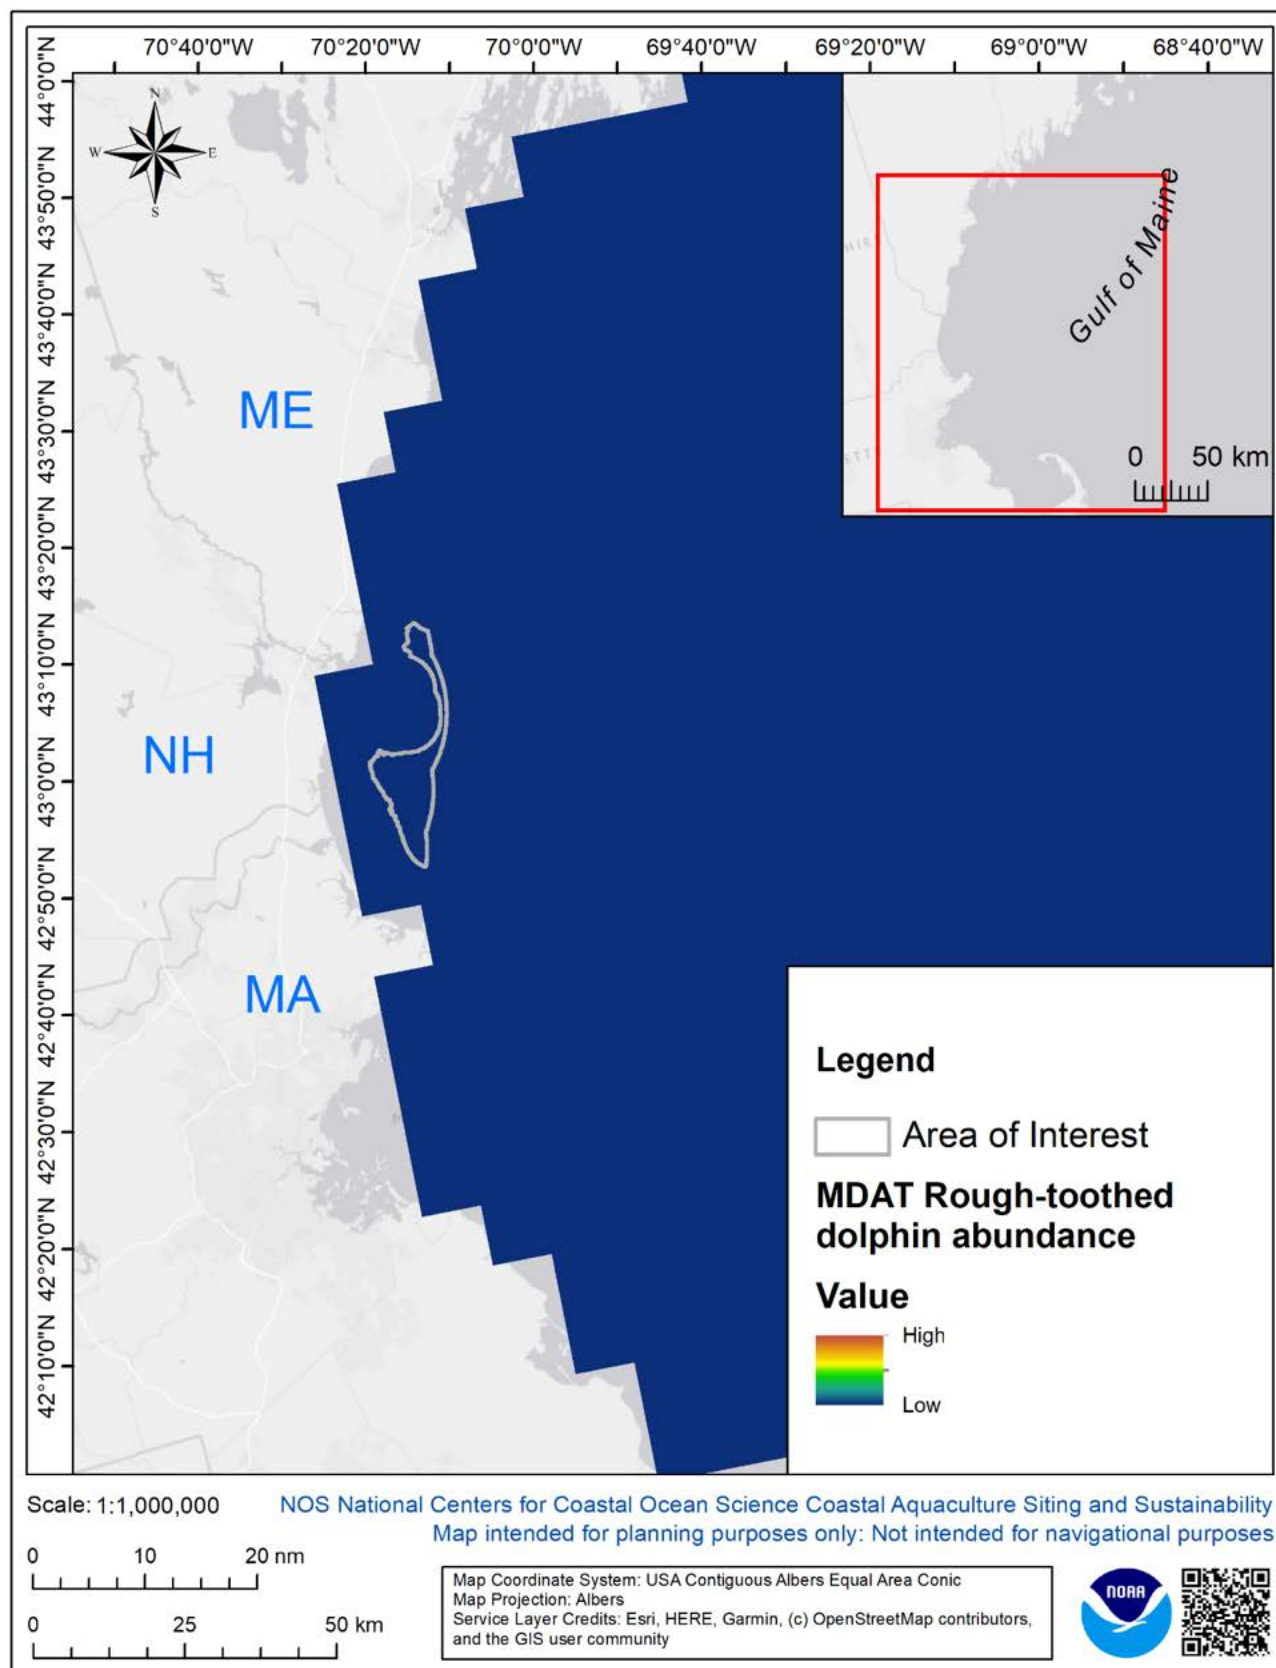 70°40'0"W 70°20'0"W 70°0'0"W 69°40'0"W 69°20'0"W 69°0'0"W 68°40'0"W
44°0'0"N
43°50'0"N
43°40'0"N
43°30'0"N
43°20'0"N
43°10'0"N
43°0'0"N
42°50'0"N
42°40'0"N
42°30'0"N
42°20'0"N
42°10'0"N
N
W E
S
ME
NH
MA
HIRE
ETTS
Gulf of Maine
0 50 km
Legend
Area of Interest
MDAT Rough-toothed
dolphin abundance
Value
High
Low
Scale: 1:1,000,000
NOS National Centers for Coastal Ocean Science Coastal Aquaculture Siting and Sustainability
Map intended for planning purposes only: Not intended for navigational purposes
0 10 20 nm
0 25 50 km
Map Coordinate System: USA Contiguous Albers Equal Area Conic
Map Projection: Albers
Service Layer Credits: Esri, HERE, Garmin, (c) OpenStreetMap contributors,
and the GIS user community
NOAA